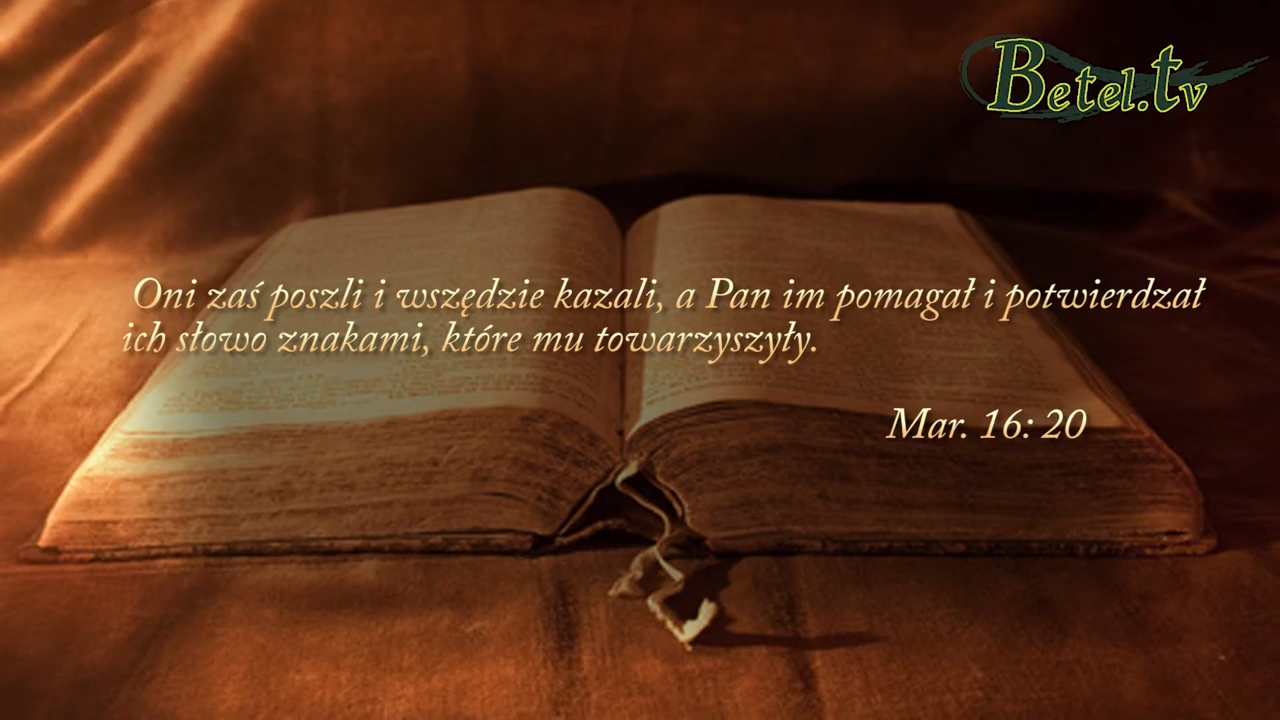 Betel.tv
Oni zaś poszli i wszędzie kazali, a Pan im pomagał i potwierdzał
ich słowo znakami, które mu towarzyszyły.
Mar. 16: 20